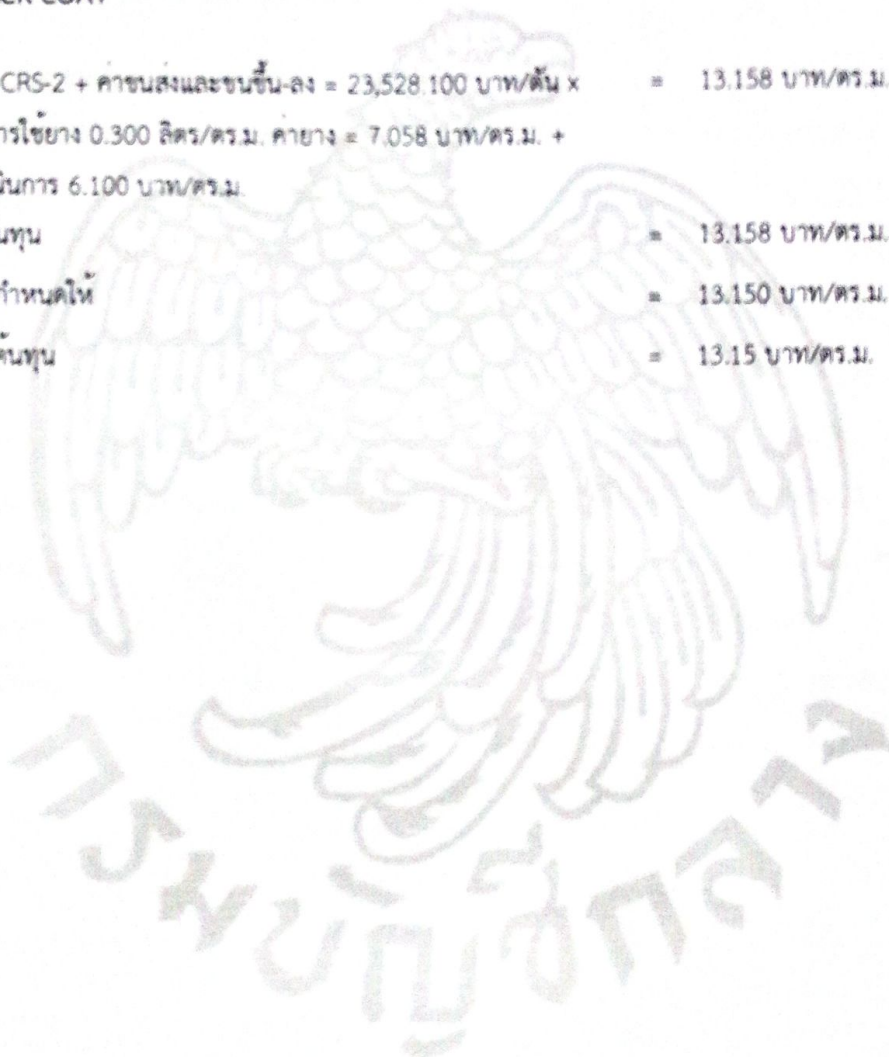 CRS-2 + ค่าขนส่งและขนขึ้น-ลง = 23,528.100 บาท/ตัน x = 13.158 บาท/ตร.ม.
ารใช้ยาง 0.300 ลิตร/ตร.ม. ค่ายาง = 7.058 บาท/ตร.ม. +
นินการ 6.100 บาท/ตร.ม.
นทุน = 13.158 บาท/ตร.ม.
กำหนดให้ = 13.150 บาท/ตร.ม.
ต้นทุน = 13.15 บาท/ตร.ม.
กรมบัญชีกลาง